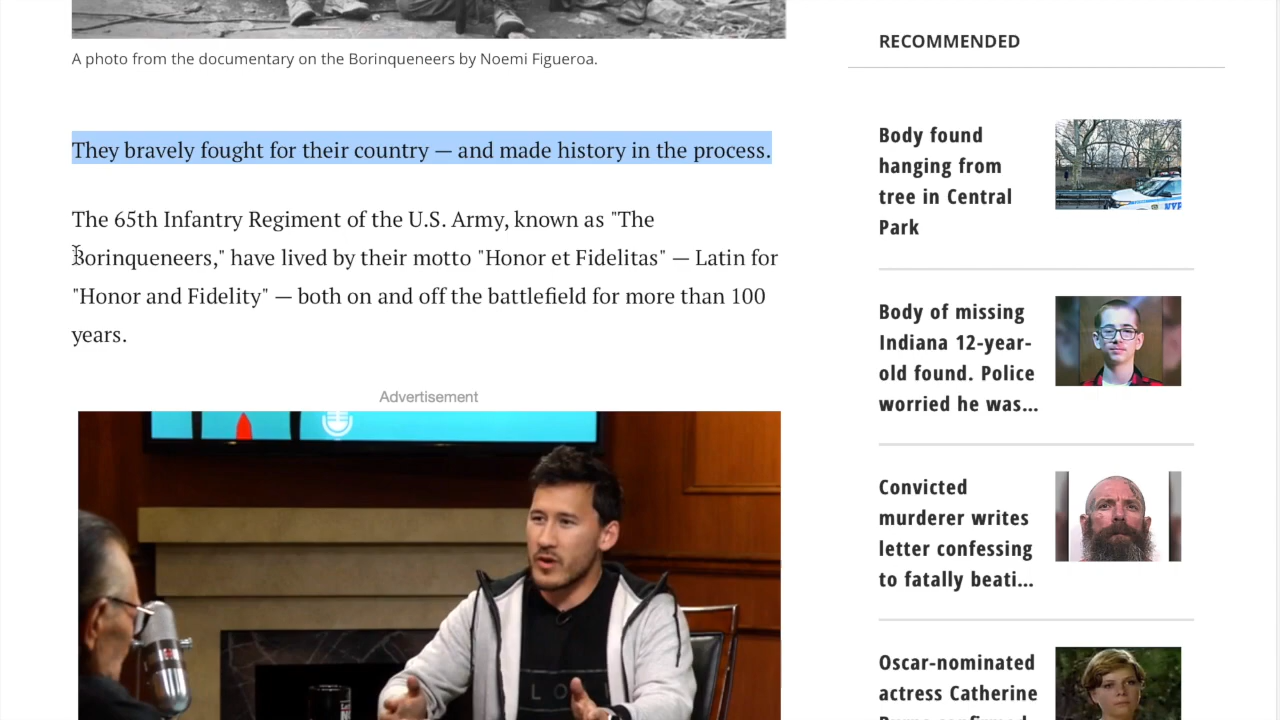 A photo from the documentary on the Borinqueneers by Noemi Figueroa.
They bravely fought for their country — and made history in the process.
The 65th Infantry Regiment of the U.S. Army, known as "The
Borinqueneers," have lived by their motto "Honor et Fidelitas" — Latin for
"Honor and Fidelity" — both on and off the battlefield for more than 100
years.
Advertisement
LO
RECOMMENDED
Body found
hanging from
tree in Central
Park
Body of missing
Indiana 12-year-
old found. Police
worried he was...
Convicted
murderer writes
letter confessing
to fatally beati...
Oscar-nominated
actress Catherine